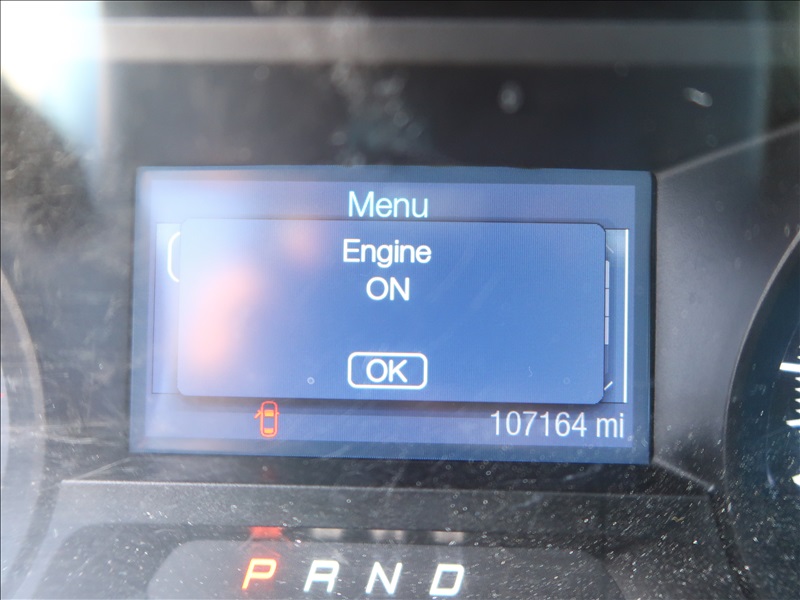 Menu
Engine
ON
OK
107164 mi
P R N D